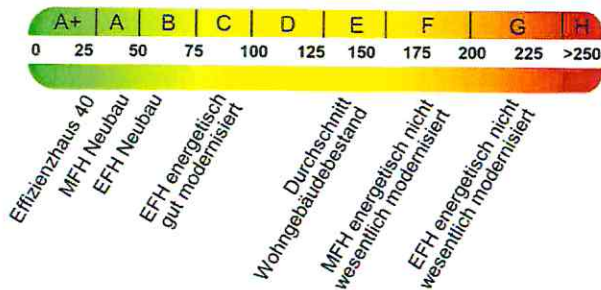 A+ A B C D E F G H
0 25 50 75 100 125 150 175 200 225 >250
Effizienzhaus 40
MFH Neubau
EFH Neubau
EFH energetisch
gut modernisiert
Durchschnitt
Wohngebäudebestand
MFH energetisch nicht
wesentlich modernisiert
EFH energetisch nicht
wesentlich modernisiert